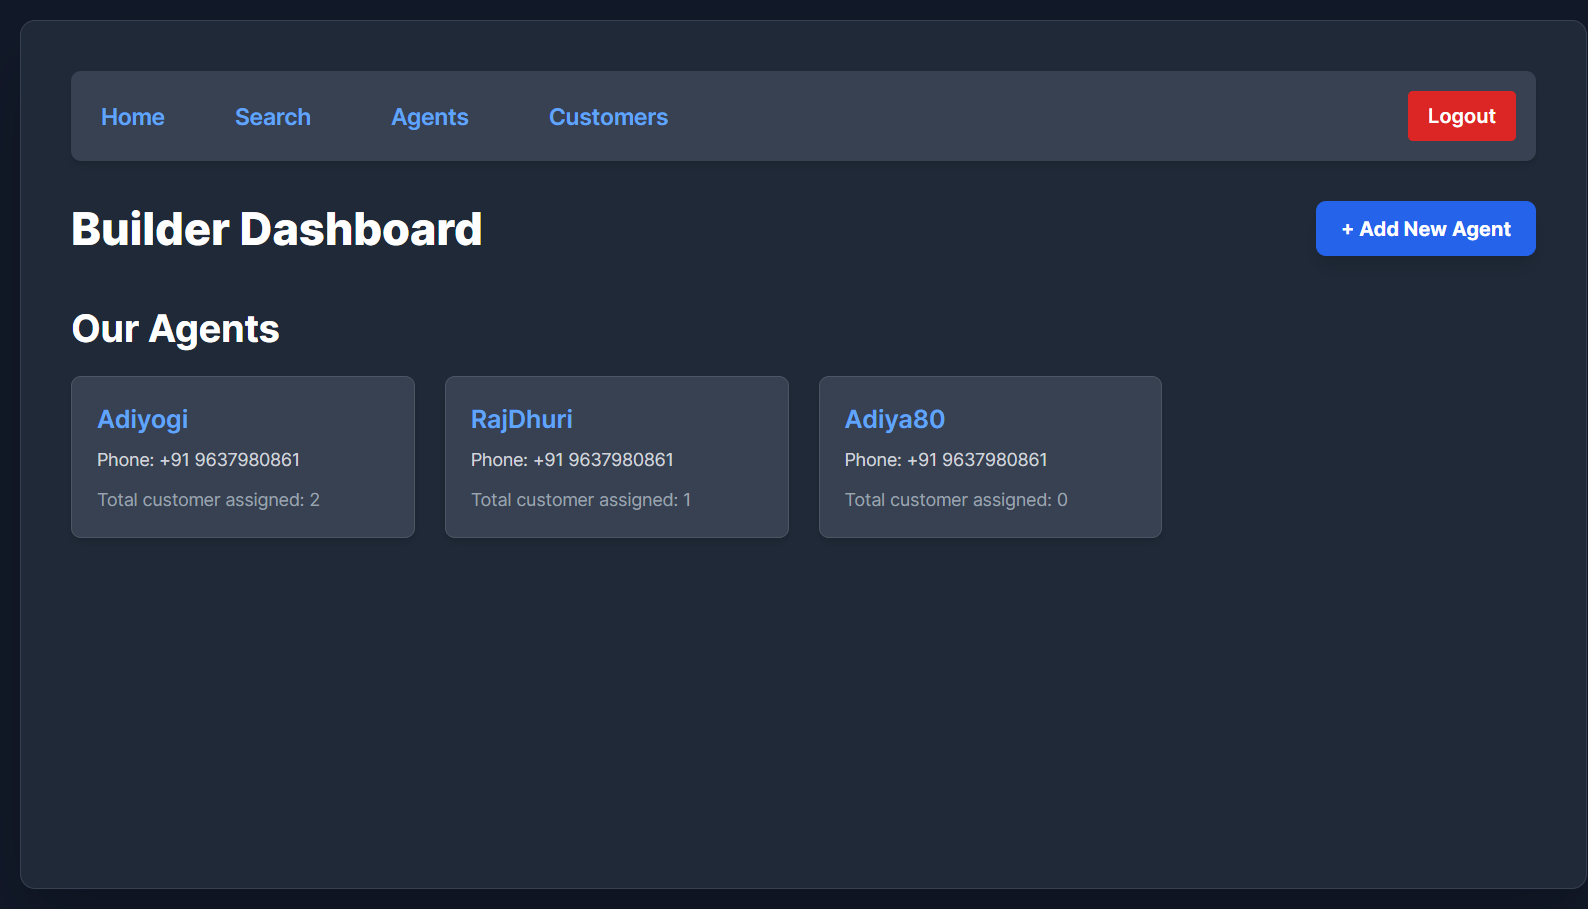 Home Search Agents Customers Logout
Builder Dashboard
+ Add New Agent
Our Agents
Adiyogi
Phone: +91 9637980861
Total customer assigned: 2
RajDhuri
Phone: +91 9637980861
Total customer assigned: 1
Adiya80
Phone: +91 9637980861
Total customer assigned: 0